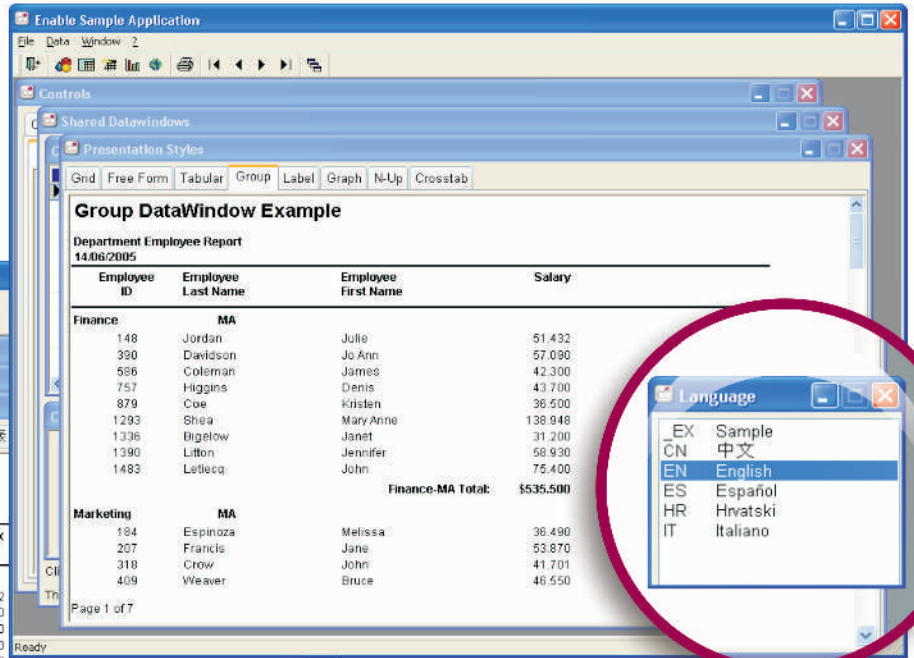 Enable Sample Application
File Data Window ?
Controls
Shared Datawindows
Presentation Styles
Grid Free Form Tabular Group Label Graph N-Up Crosstab
Group DataWindow Example
Department Employee Report
14/06/2005
Employee ID Employee Last Name Employee First Name Salary
Finance MA
148 Jordan Julie 51.432
390 Davidson Jo Ann 57.090
586 Coleman James 42.300
757 Higgins Denis 43.700
879 Coe Kristen 36.500
1293 Shea Mary Anne 138.948
1336 Bigelow Janet 31.200
1390 Litton Jennifer 58.930
1483 Letiecq John 75.400
Finance-MA Total: $535.500
Marketing MA
184 Espinoza Melissa 36.490
207 Francis Jane 53.870
318 Crow John 41.701
409 Weaver Bruce 46.550
Page 1 of 7
Ready
Language
_EX Sample
CN 中文
EN English
ES Español
HR Hrvatski
IT Italiano